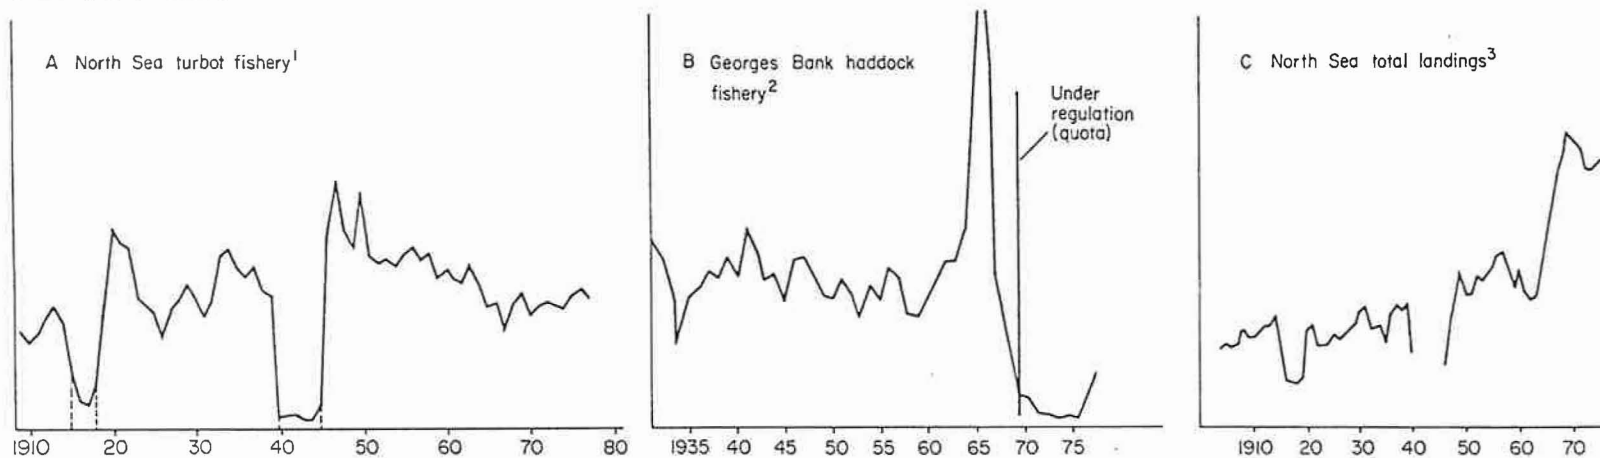 A North Sea turbot fishery¹
1910 20 30 40 50 60 70 80
B Georges Bank haddock
fishery²
Under
regulation
(quota)
1935 40 45 50 55 60 65 70 75
C North Sea total landings³
1910 20 30 40 50 60 70